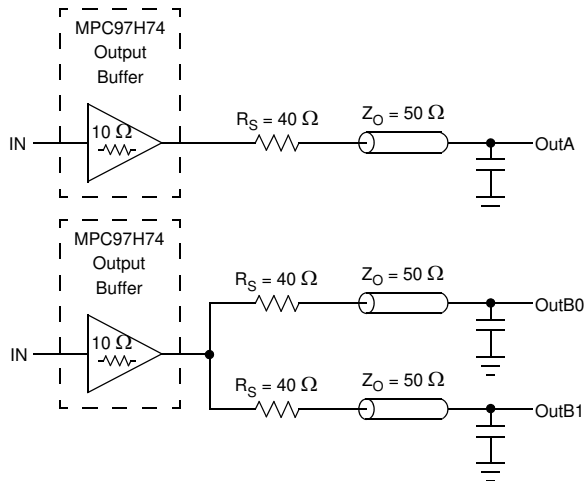 MPC97H74
Output
Buffer
IN
10 Ω
R_S = 40 Ω
Z_O = 50 Ω
OutA
MPC97H74
Output
Buffer
IN
10 Ω
R_S = 40 Ω
Z_O = 50 Ω
OutB0
R_S = 40 Ω
Z_O = 50 Ω
OutB1